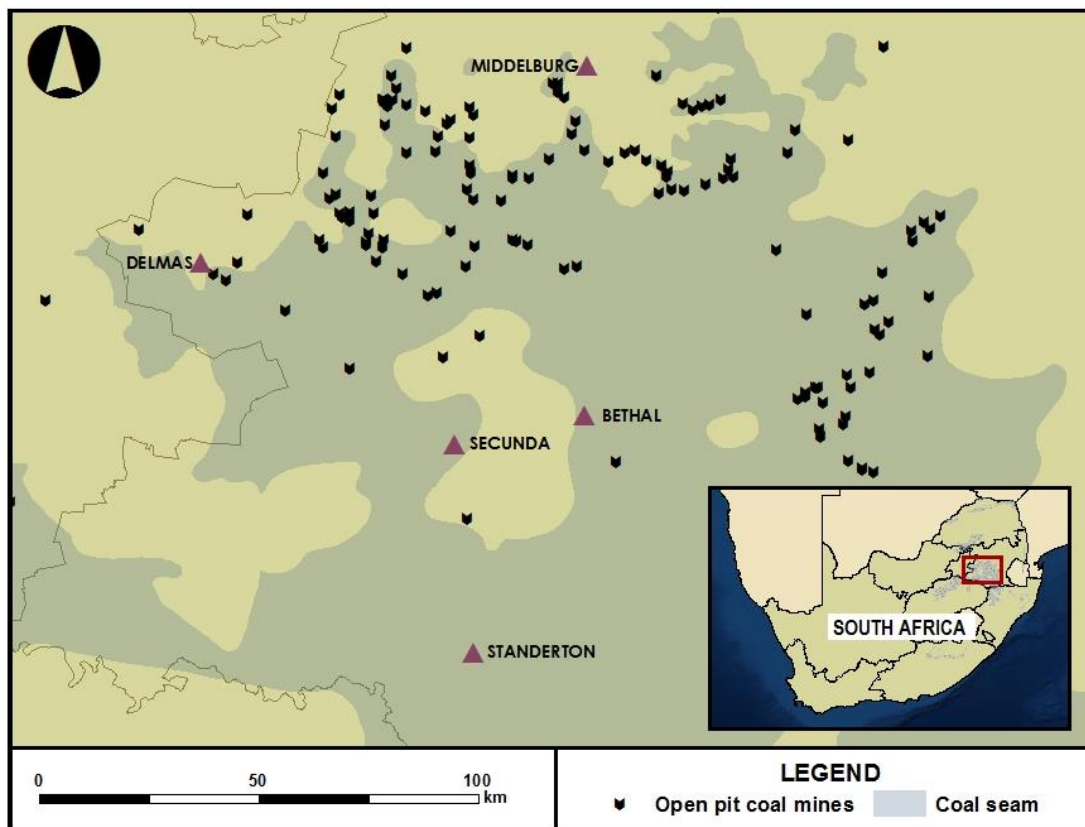 MIDDELBURG
DELMAS
BETHAL
SECUNDA
STANDERTON
SOUTH AFRICA
0 50 100
km
LEGEND
Open pit coal mines Coal seam